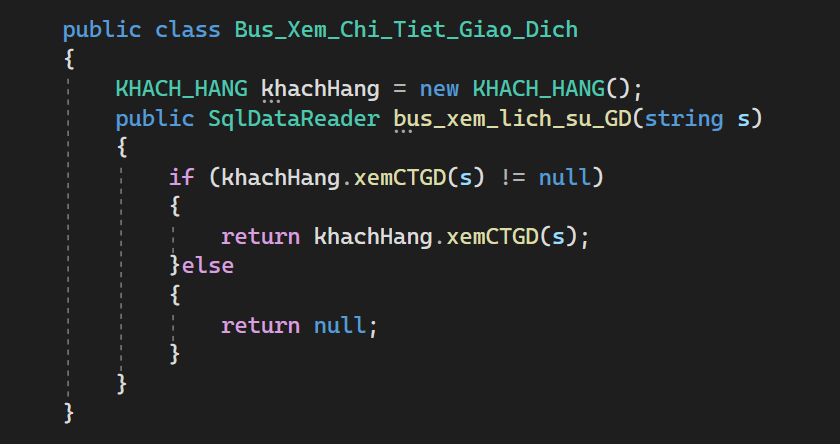 public class Bus_Xem_Chi_Tiet_Giao_Dich
{
    KHACH_HANG khachHang = new KHACH_HANG();
    public SqlDataReader bus_xem_lich_su_GD(string s)
    {
        if (khachHang.xemCTGD(s) != null)
        {
            return khachHang.xemCTGD(s);
        }else
        {
            return null;
        }
    }
}